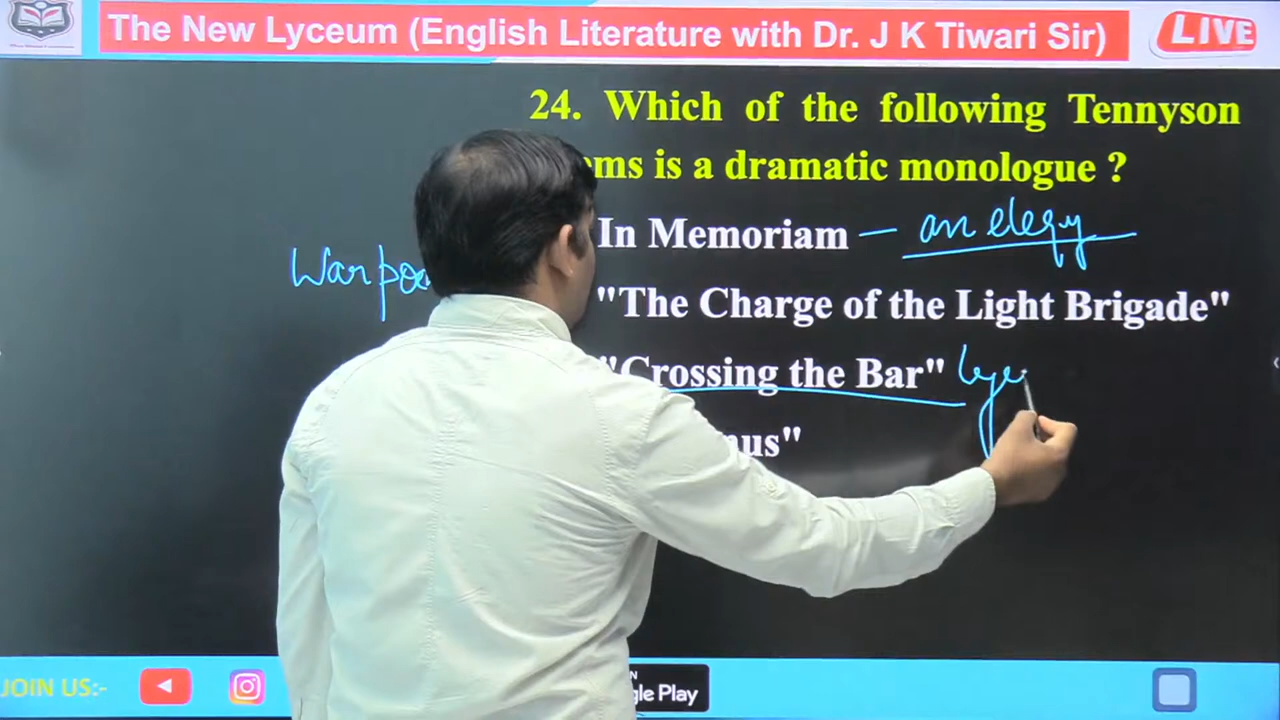 The New Lyceum (English Literature with Dr. J K Tiwari Sir)
LIVE
24. Which of the following Tennyson
ms is a dramatic monologue ?
In Memoriam — an elegy
War
"The Charge of the Light Brigade"
"Crossing the Bar"
us"
JOIN US:-
gle Play